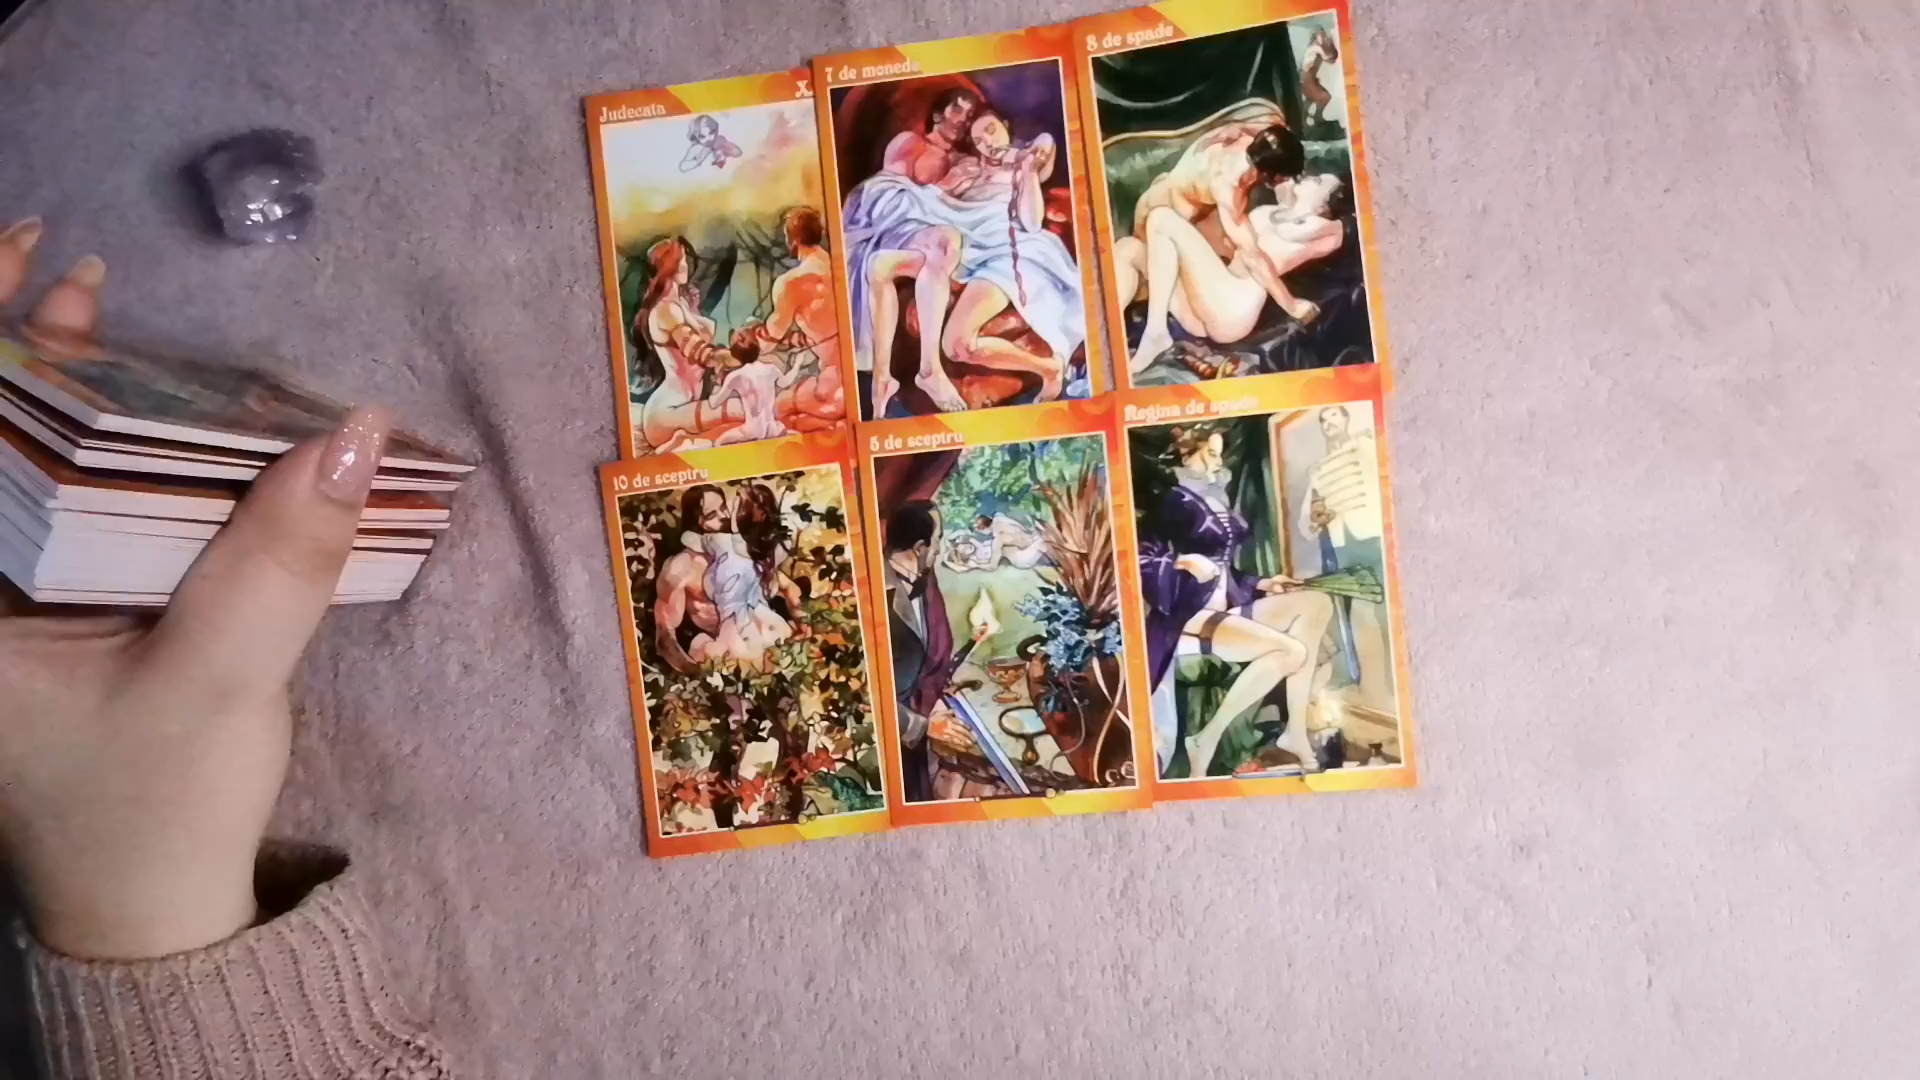 Judecata
X
7 de monede
8 de spade
10 de sceptru
5 de sceptru
Regina de spade